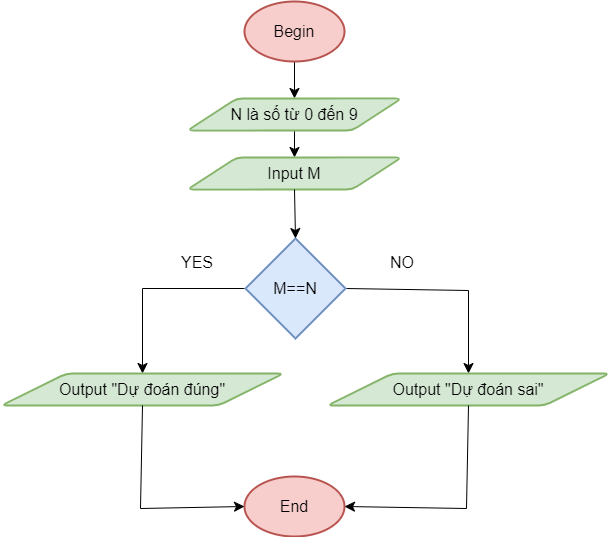 Begin
N là số từ 0 đến 9
Input M
YES
NO
M==N
Output "Dự đoán đúng"
Output "Dự đoán sai"
End